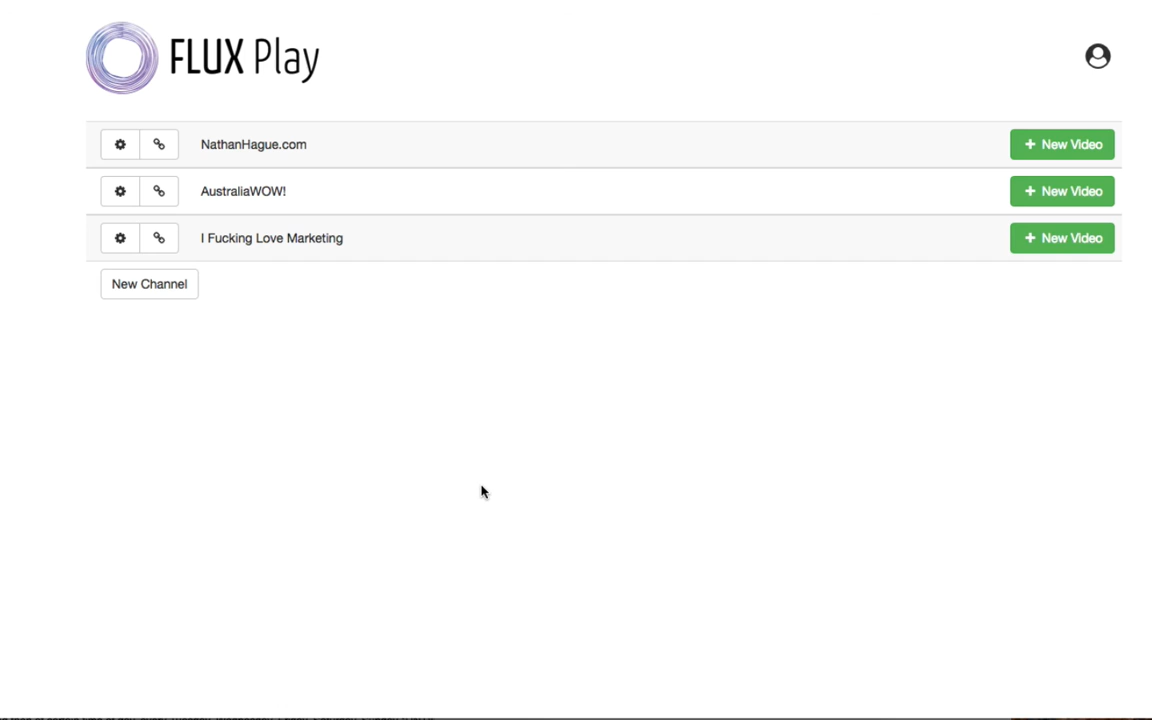 FLUX Play
NathanHague.com
+ New Video
AustraliaWOW!
+ New Video
I Fucking Love Marketing
+ New Video
New Channel